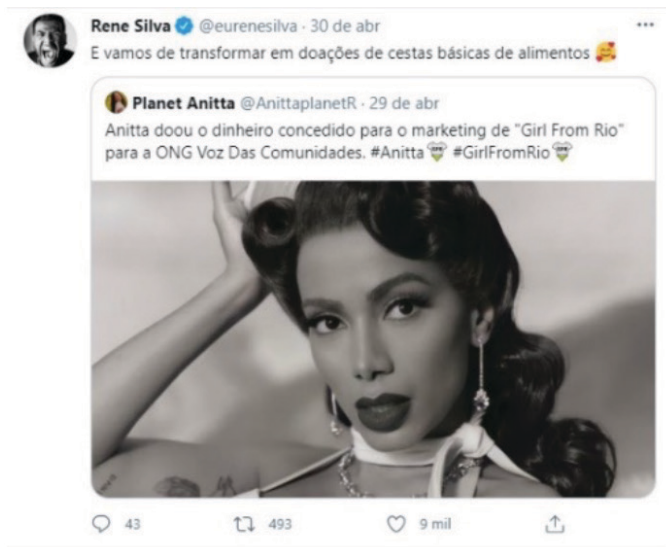 Rene Silva @eurenesilva · 30 de abr
E vamos de transformar em doações de cestas básicas de alimentos
Planet Anitta @AnittaplanetR · 29 de abr
Anitta doou o dinheiro concedido para o marketing de "Girl From Rio"
para a ONG Voz Das Comunidades. #Anitta #GirlFromRio
43 493 9 mil